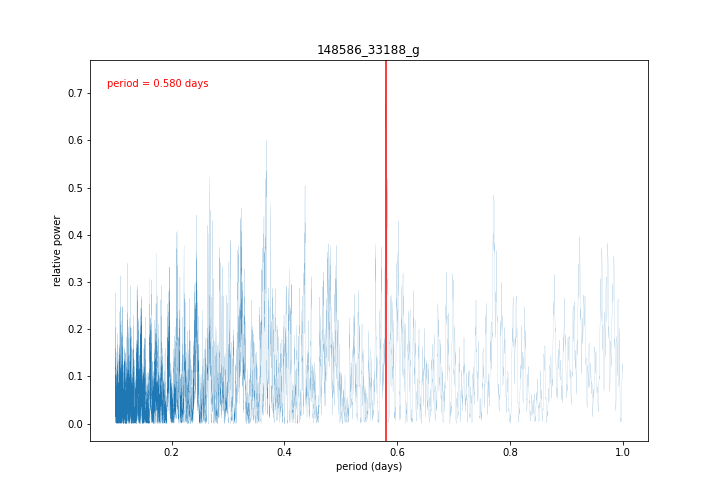 148586_33188_g
period = 0.580 days
relative power
0.7
0.6
0.5
0.4
0.3
0.2
0.1
0.0
0.2 0.4 0.6 0.8 1.0
period (days)